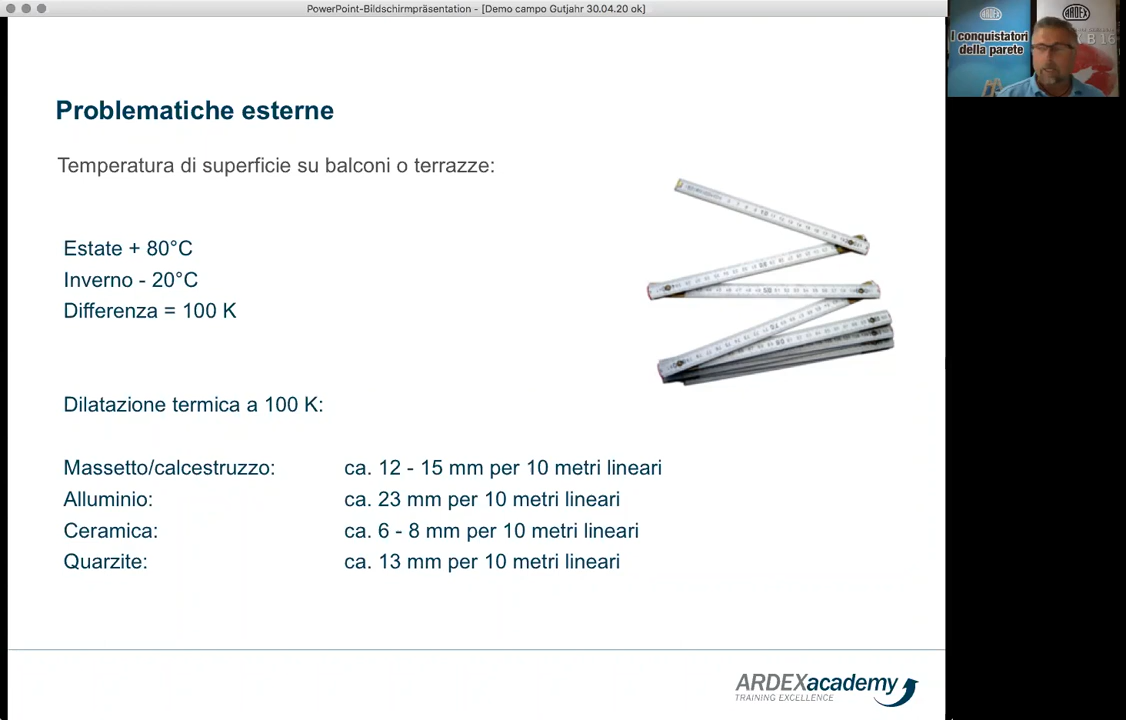 PowerPoint-Bildschirmpräsentation - [Demo campo Gutjahr 30.04.20 ok]
ARDEX
ARDEX
I conquistatori
della parete
B 16
Problematiche esterne
Temperatura di superficie su balconi o terrazze:
Estate + 80°C
Inverno - 20°C
Differenza = 100 K
Dilatazione termica a 100 K:
Massetto/calcestruzzo: ca. 12 - 15 mm per 10 metri lineari
Alluminio: ca. 23 mm per 10 metri lineari
Ceramica: ca. 6 - 8 mm per 10 metri lineari
Quarzite: ca. 13 mm per 10 metri lineari
ARDEXacademy
TRAINING EXCELLENCE